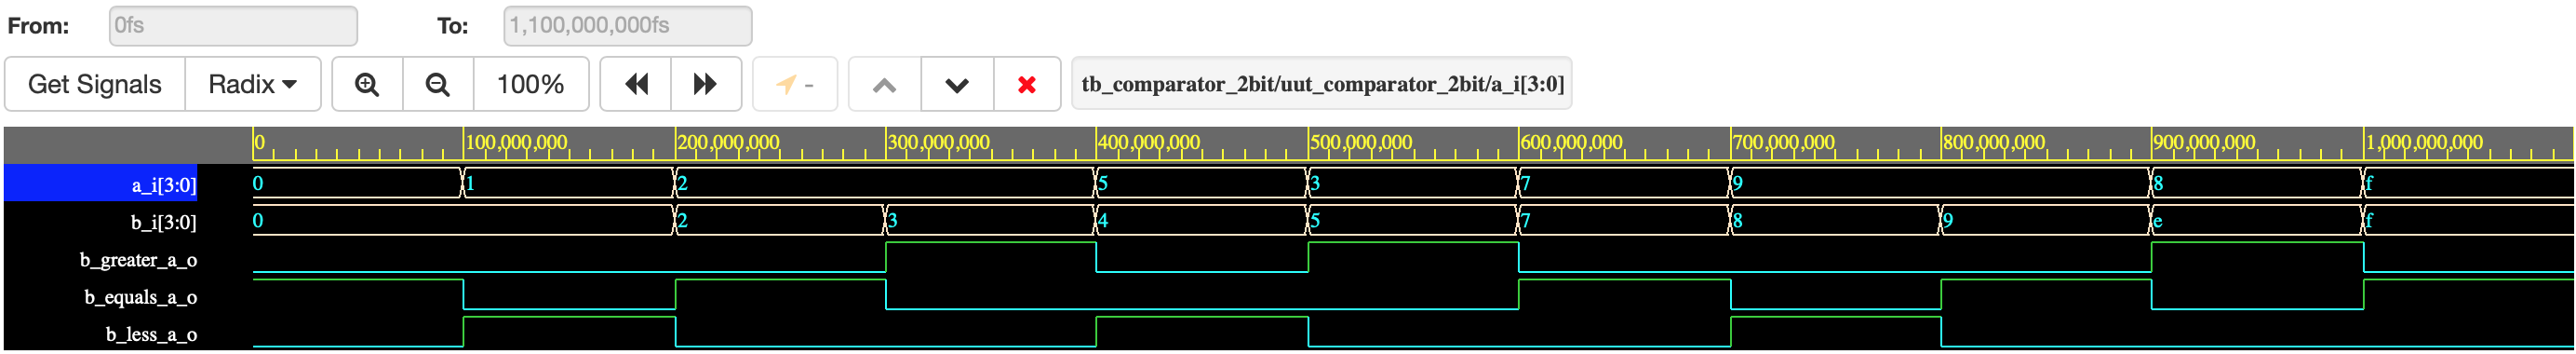 From: 0fs To: 1,100,000,000fs
Get Signals Radix 100% - tb_comparator_2bit/uut_comparator_2bit/a_i[3:0]
0 100,000,000 200,000,000 300,000,000 400,000,000 500,000,000 600,000,000 700,000,000 800,000,000 900,000,000 1,000,000,000
a_i[3:0] 0 1 2 5 3 7 9 8 f
b_i[3:0] 0 2 3 4 5 7 8 9 e f
b_greater_a_o
b_equals_a_o
b_less_a_o